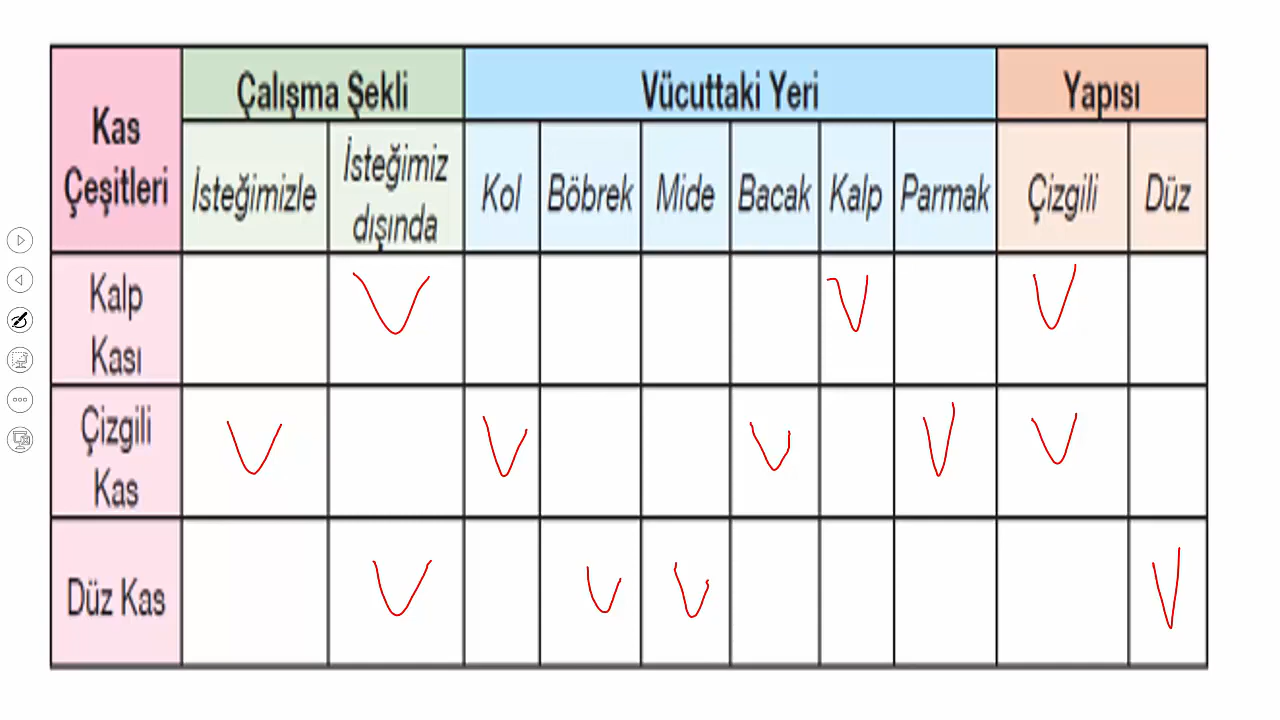 Kas
Çeşitleri
Çalışma Şekli
Vücuttaki Yeri
Yapısı
İsteğimizle
İsteğimiz
dışında
Kol
Böbrek
Mide
Bacak
Kalp
Parmak
Çizgili
Düz
Kalp
Kası
Çizgili
Kas
Düz Kas